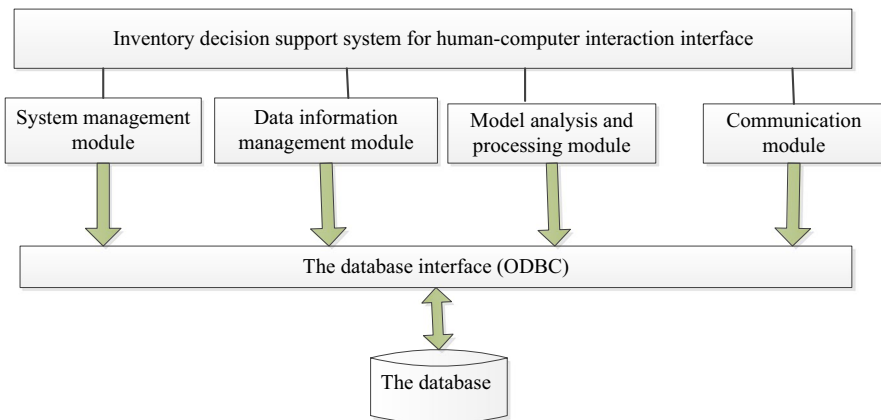 Inventory decision support system for human-computer interaction interface
System management
module
Data information
management module
Model analysis and
processing module
Communication
module
The database interface (ODBC)
The database